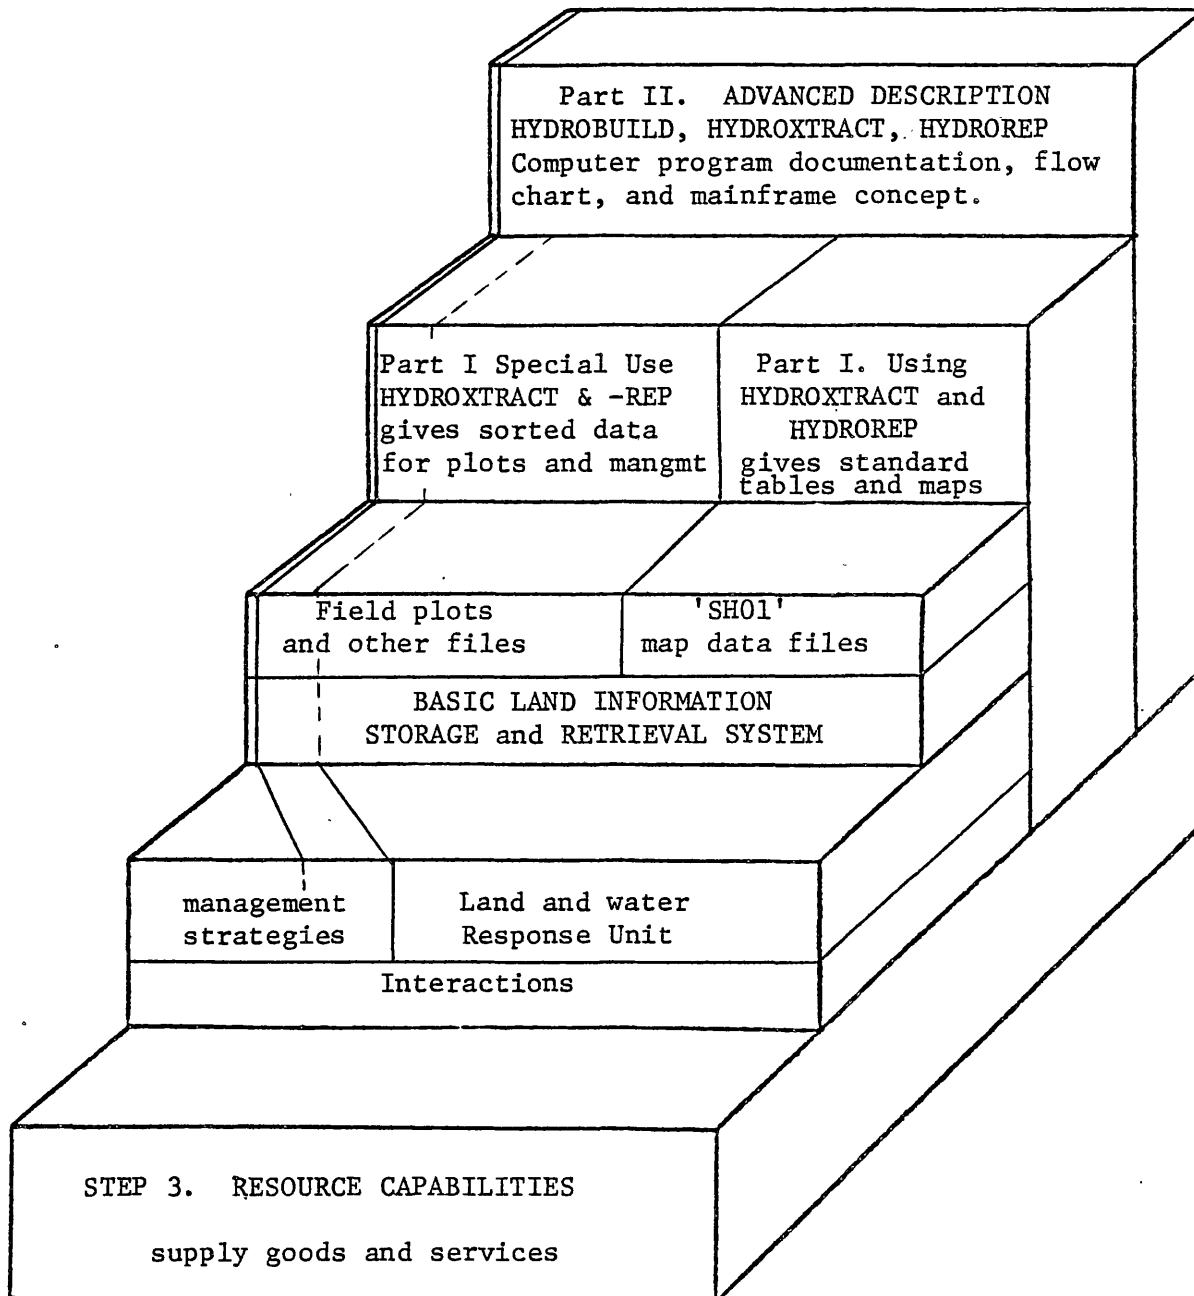 Part II. ADVANCED DESCRIPTION
HYDROBUILD, HYDROXTRACT, HYDROREP
Computer program documentation, flow
chart, and mainframe concept.
Part I Special Use
HYDROXTRACT & -REP
gives sorted data
for plots and mangmt
Part I. Using
HYDROXTRACT and
HYDROREP
gives standard
tables and maps
Field plots
and other files
'SHO1'
map data files
BASIC LAND INFORMATION
STORAGE and RETRIEVAL SYSTEM
management
strategies
Land and water
Response Unit
Interactions
STEP 3. RESOURCE CAPABILITIES
supply goods and services